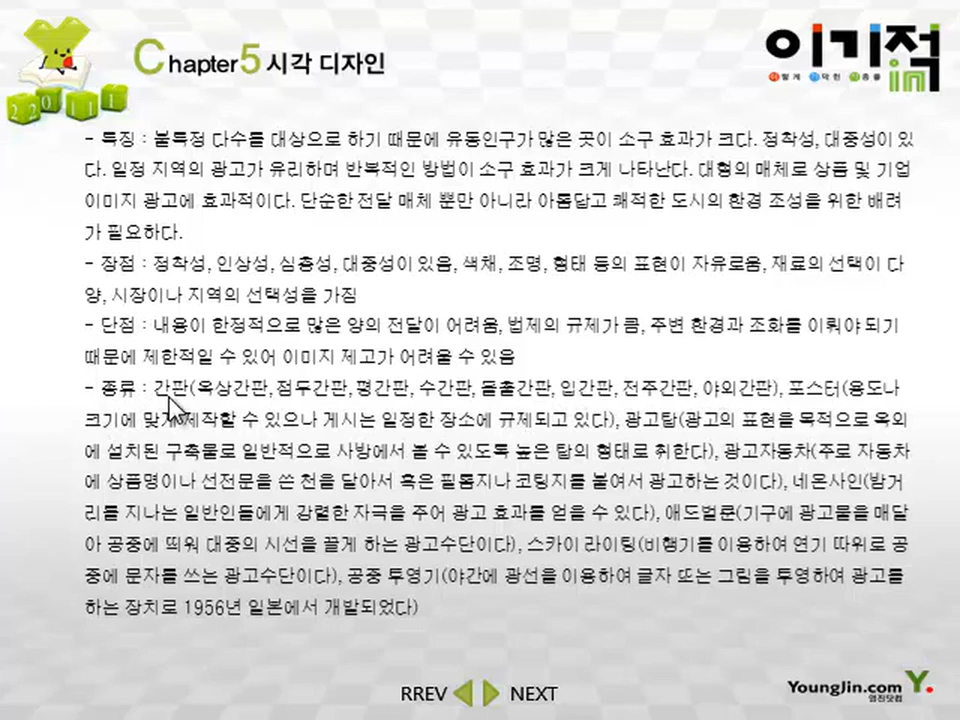 Chapter5 시각 디자인
이기적in
이렇게 기막힌 적중률
22011!
- 특징 : 불특정 다수를 대상으로 하기 때문에 유동인구가 많은 곳이 소구 효과가 크다. 정착성, 대중성이 있
다. 일정 지역의 광고가 유리하며 반복적인 방법이 소구 효과가 크게 나타난다. 대형의 매체로 상품 및 기업
이미지 광고에 효과적이다. 단순한 전달 매체 뿐만 아니라 아름답고 쾌적한 도시의 환경 조성을 위한 배려
가 필요하다.
- 장점 : 정착성, 인상성, 심층성, 대중성이 있음, 색채, 조명, 형태 등의 표현이 자유로움, 재료의 선택이 다
양, 시장이나 지역의 선택성을 가짐
- 단점 : 내용이 한정적으로 많은 양의 전달이 어려움, 법제의 규제가 큼, 주변 환경과 조화를 이뤄야 되기
때문에 제한적일 수 있어 이미지 제고가 어려울 수 있음
- 종류 : 간판(옥상간판, 점두간판, 평간판, 수간판, 돌출간판, 입간판, 전주간판, 야외간판), 포스터(용도나
크기에 맞게 제작할 수 있으나 게시는 일정한 장소에 규제되고 있다), 광고탑(광고의 표현을 목적으로 옥외
에 설치된 구축물로 일반적으로 사방에서 볼 수 있도록 높은 탑의 형태로 취한다), 광고자동차(주로 자동차
에 상품명이나 선전문을 쓴 천을 달아서 혹은 필름지나 코팅지를 붙여서 광고하는 것이다), 네온사인(밤거
리를 지나는 일반인들에게 강렬한 자극을 주어 광고 효과를 얻을 수 있다), 애드벌룬(기구에 광고물을 매달
아 공중에 띄워 대중의 시선을 끌게 하는 광고수단이다), 스카이 라이팅(비행기를 이용하여 연기 따위로 공
중에 문자를 쓰는 광고수단이다), 공중 투영기(야간에 광선을 이용하여 글자 또는 그림을 투영하여 광고를
하는 장치로 1956년 일본에서 개발되었다)
RREV NEXT
YoungJin.com Y.
영진닷컴